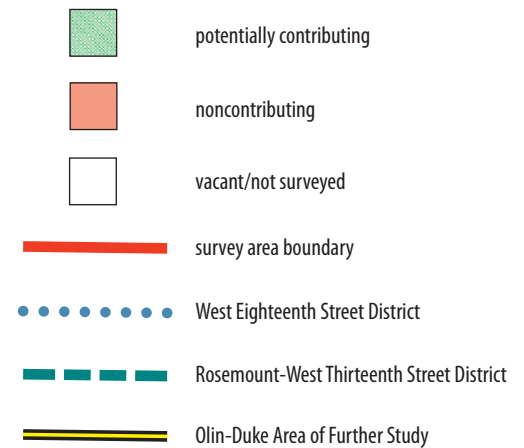 potentially contributing
noncontributing
vacant/not surveyed
survey area boundary
West Eighteenth Street District
Rosemount-West Thirteenth Street District
Olin-Duke Area of Further Study